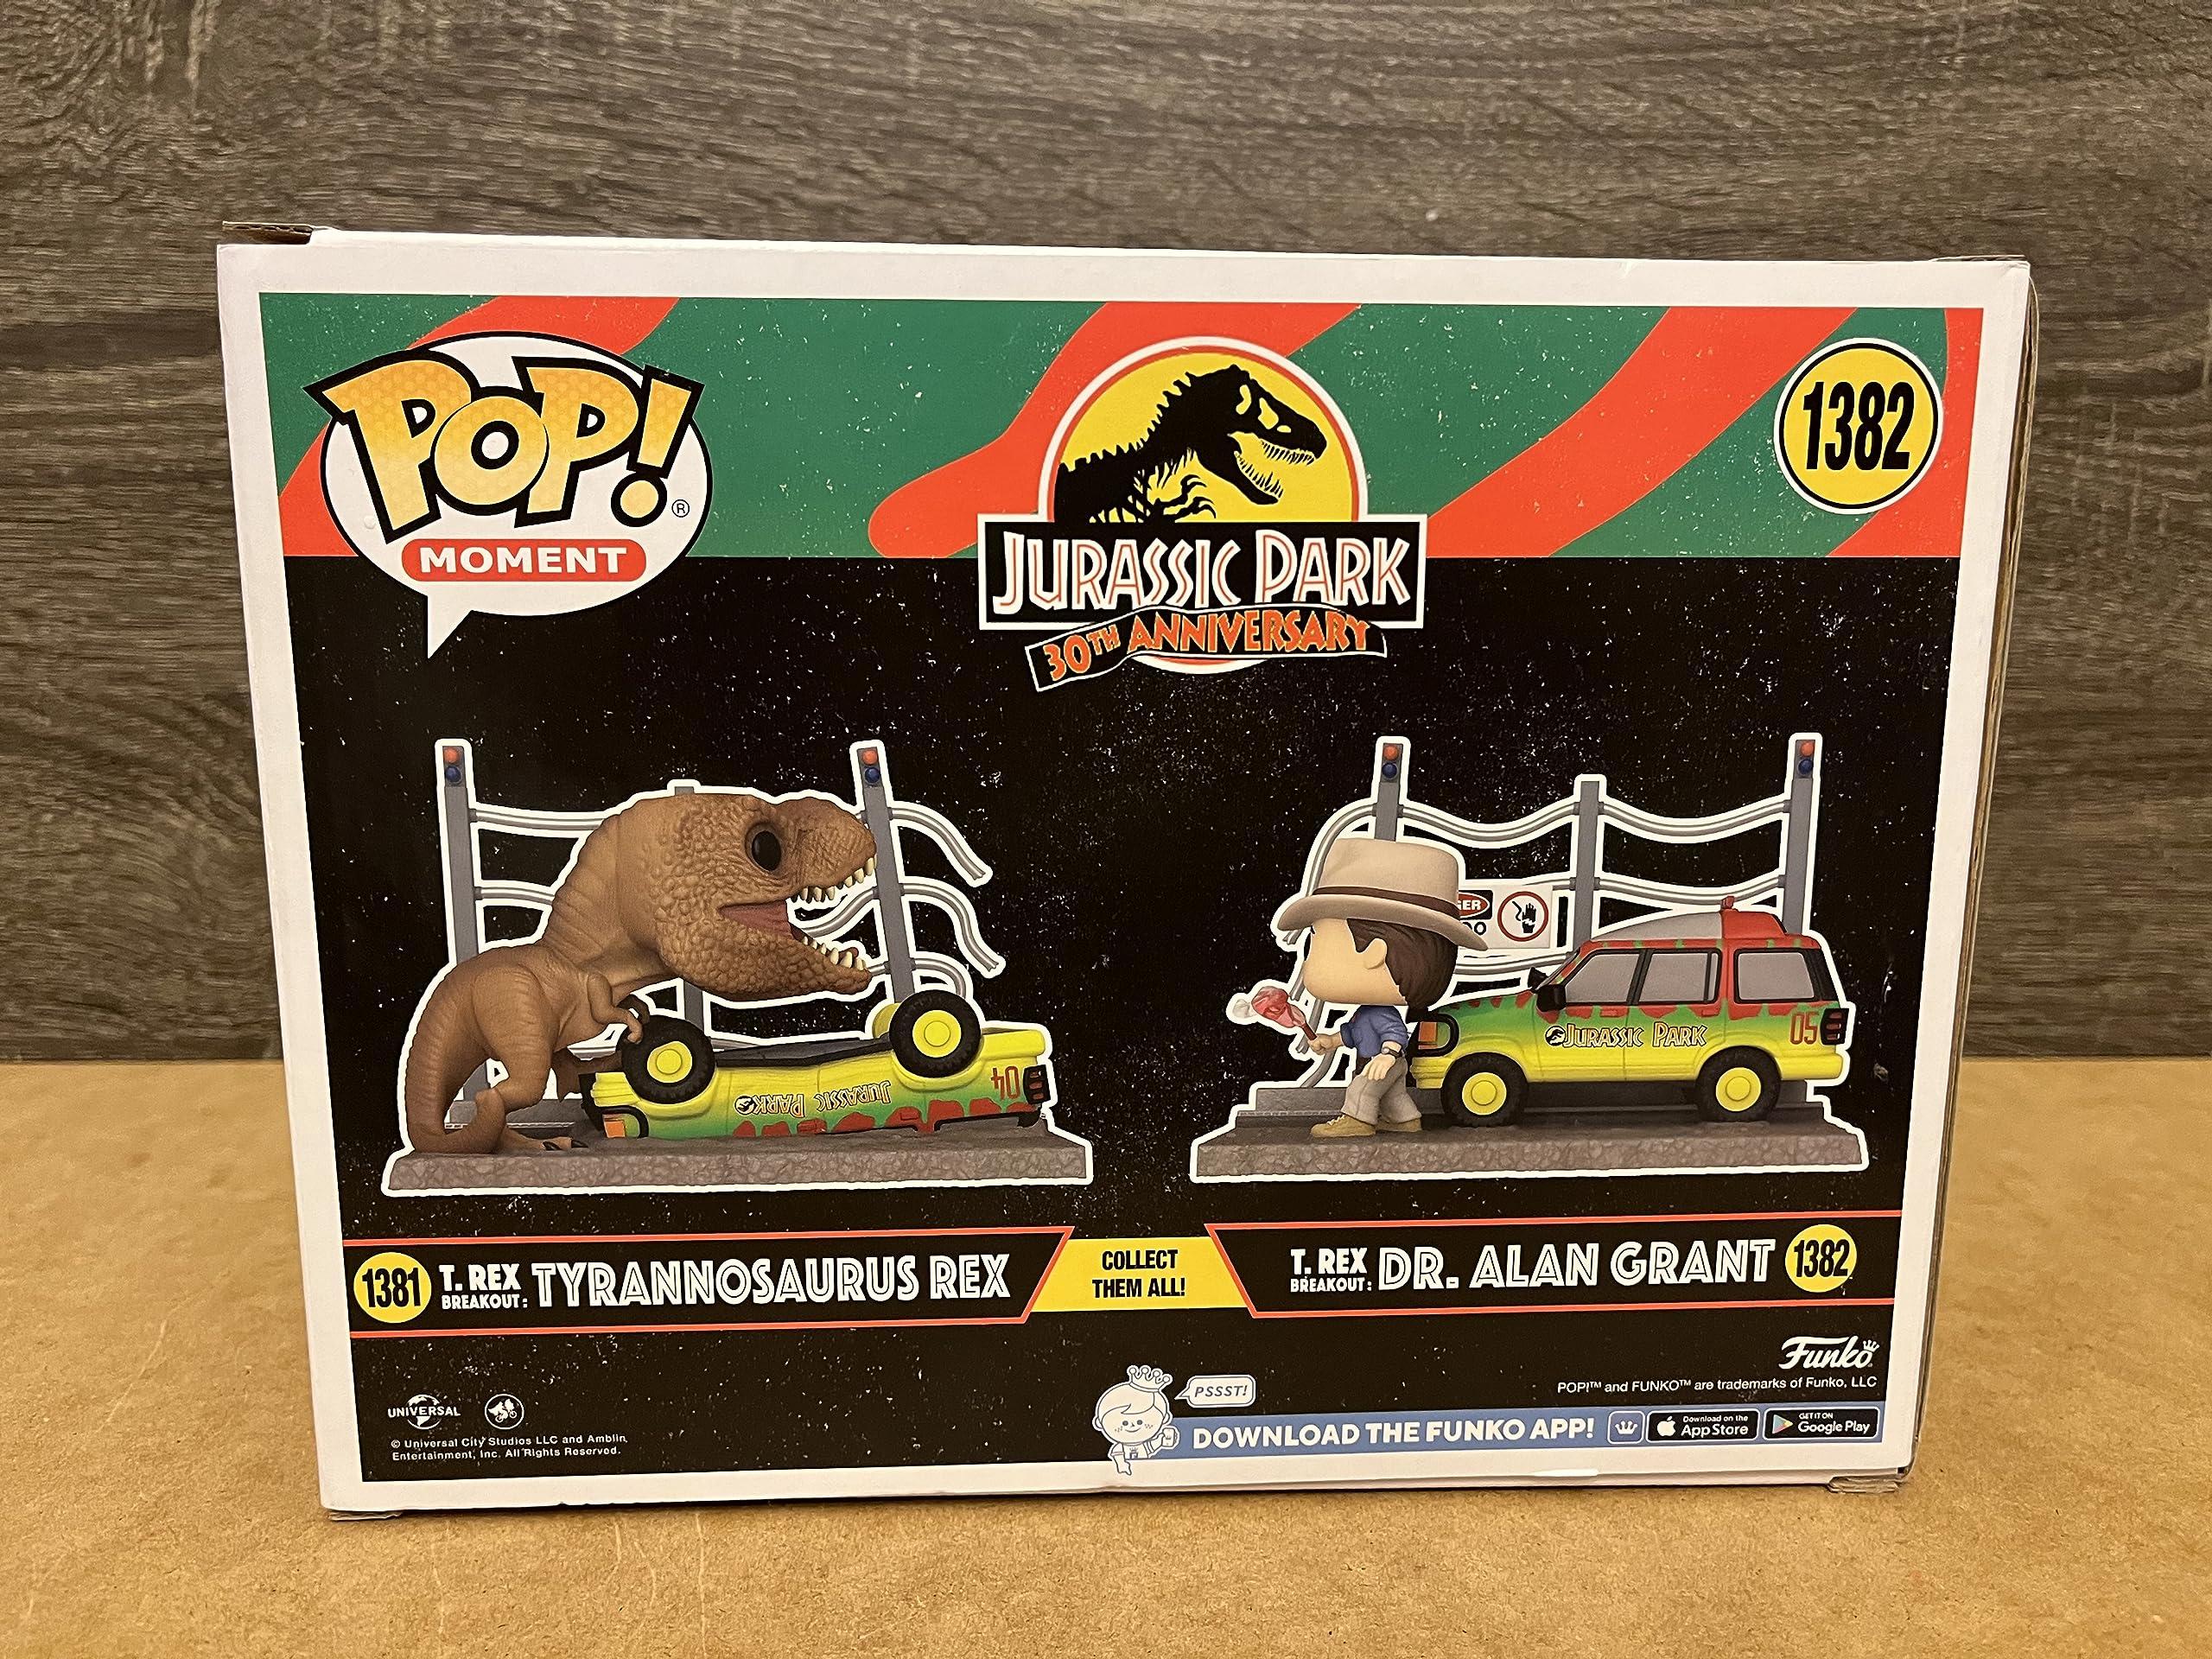 POP! ®
MOMENT
JURASSIC PARK
30TH ANNIVERSARY
1382
JURASSIC PARK
04
JURASSIC PARK
05
1381 T. REX BREAKOUT: TYRANNOSAURUS REX
COLLECT
THEM ALL!
T. REX BREAKOUT: DR. ALAN GRANT 1382
Funko
POP!™ and FUNKO™ are trademarks of Funko, LLC
UNIVERSAL
© Universal City Studios LLC and Amblin
Entertainment, Inc. All Rights Reserved.
PSSST!
DOWNLOAD THE FUNKO APP!
Download on the
App Store
GET IT ON
Google Play